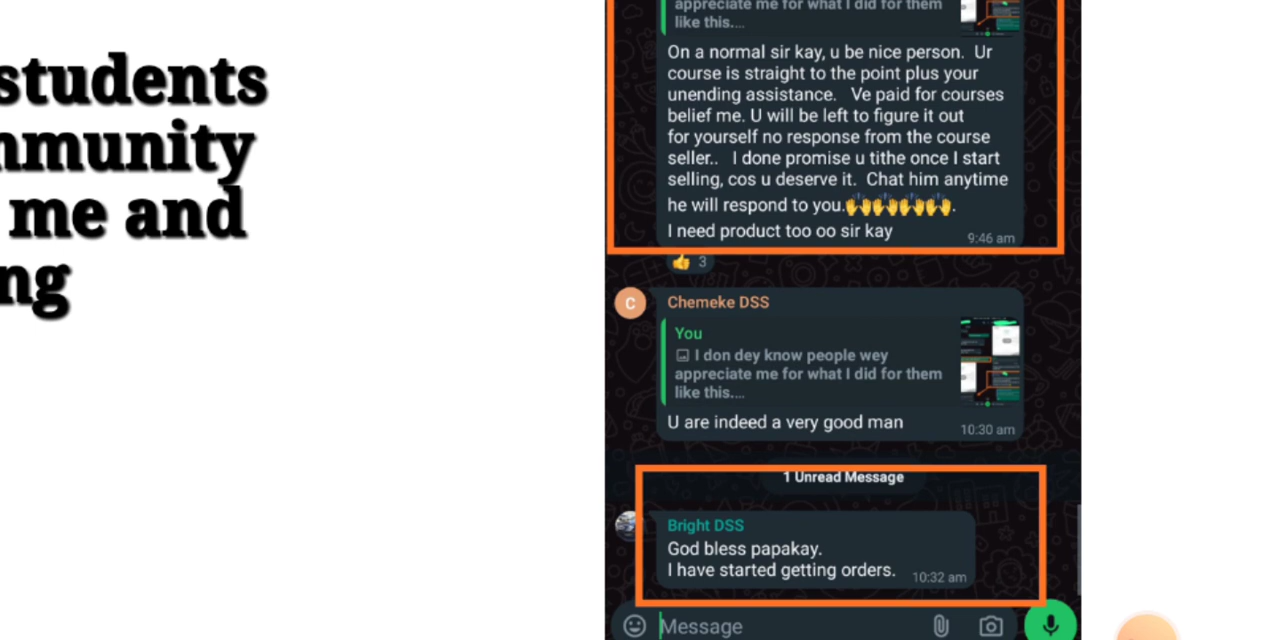 students
mmunity
me and
ng
appreciate me for what I did for them
like this....
On a normal sir kay, u be nice person.  Ur
course is straight to the point plus your
unending assistance.   Ve paid for courses
belief me. U will be left to figure it out
for yourself no response from the course
seller..   I done promise u tithe once I start
selling, cos u deserve it.  Chat him anytime
he will respond to you.🙌🙌🙌🙌.
I need product too oo sir kay
9:46 am
👍 3
C
Chemeke DSS
You
I don dey know people wey
appreciate me for what I did for them
like this....
U are indeed a very good man
10:30 am
1 Unread Message
Bright DSS
God bless papakay.
I have started getting orders.
10:32 am
Message